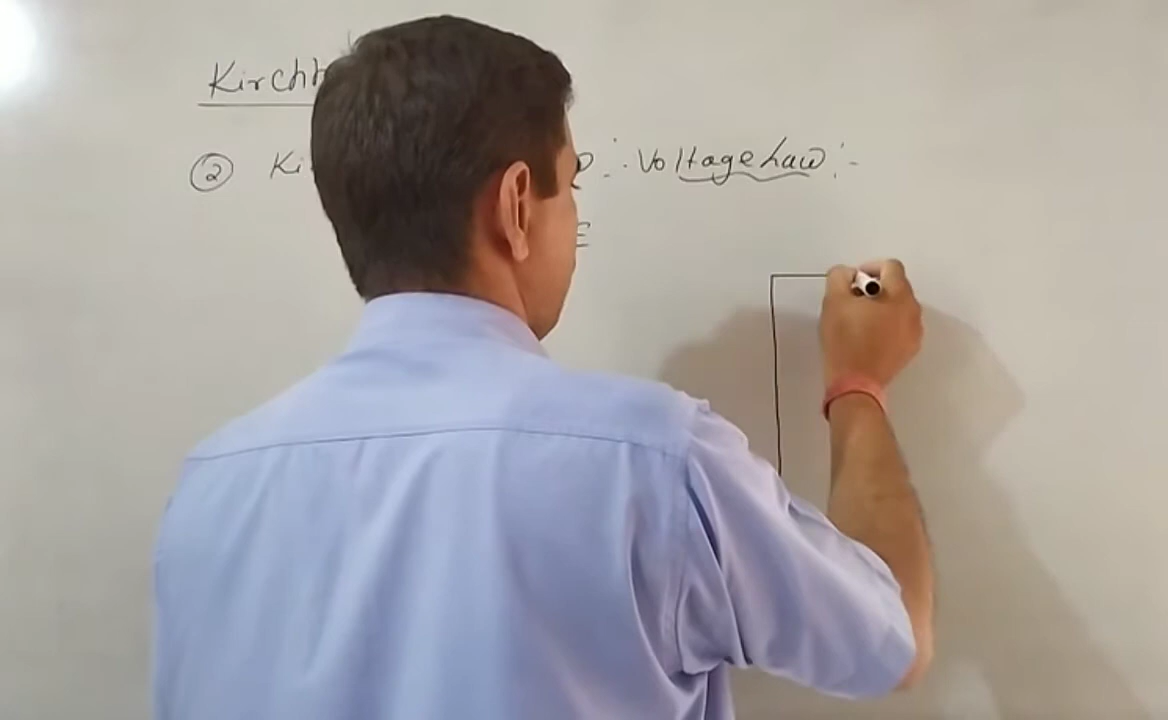 Kirchh
② Ki : . Voltage Law :-
E